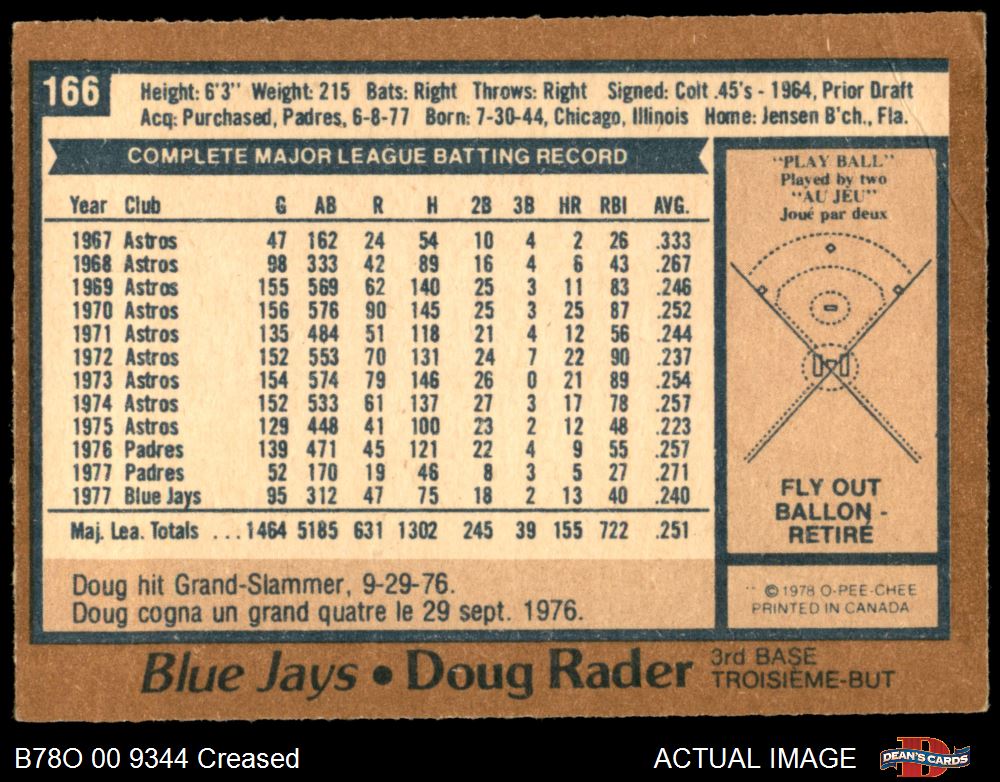 166
Height: 6'3" Weight: 215 Bats: Right Throws: Right Signed: Colt .45's - 1964, Prior Draft
Acq: Purchased, Padres, 6-8-77 Born: 7-30-44, Chicago, Illinois Home: Jensen B'ch., Fla.
COMPLETE MAJOR LEAGUE BATTING RECORD
Year Club G AB R H 2B 3B HR RBI AVG.
1967 Astros 47 162 24 54 10 4 2 26 .333
1968 Astros 98 333 42 89 16 4 6 43 .267
1969 Astros 155 569 62 140 25 3 11 83 .246
1970 Astros 156 576 90 145 25 3 25 87 .252
1971 Astros 135 484 51 118 21 4 12 56 .244
1972 Astros 152 553 70 131 24 7 22 90 .237
1973 Astros 154 574 79 146 26 0 21 89 .254
1974 Astros 152 533 61 137 27 3 17 78 .257
1975 Astros 129 448 41 100 23 2 12 48 .223
1976 Padres 139 471 45 121 22 4 9 55 .257
1977 Padres 52 170 19 46 8 3 5 27 .271
1977 Blue Jays 95 312 47 75 18 2 13 40 .240
Maj. Lea. Totals ... 1464 5185 631 1302 245 39 155 722 .251
Doug hit Grand-Slammer, 9-29-76.
Doug cogna un grand quatre le 29 sept. 1976.
"PLAY BALL"
Played by two
"AU JEU"
Joué par deux
FLY OUT
BALLON -
RETIRÉ
©1978 O-PEE-CHEE
PRINTED IN CANADA
Blue Jays • Doug Rader
3rd BASE
TROISIÈME-BUT
B78O 00 9344 Creased
ACTUAL IMAGE
DEAN'S CARDS